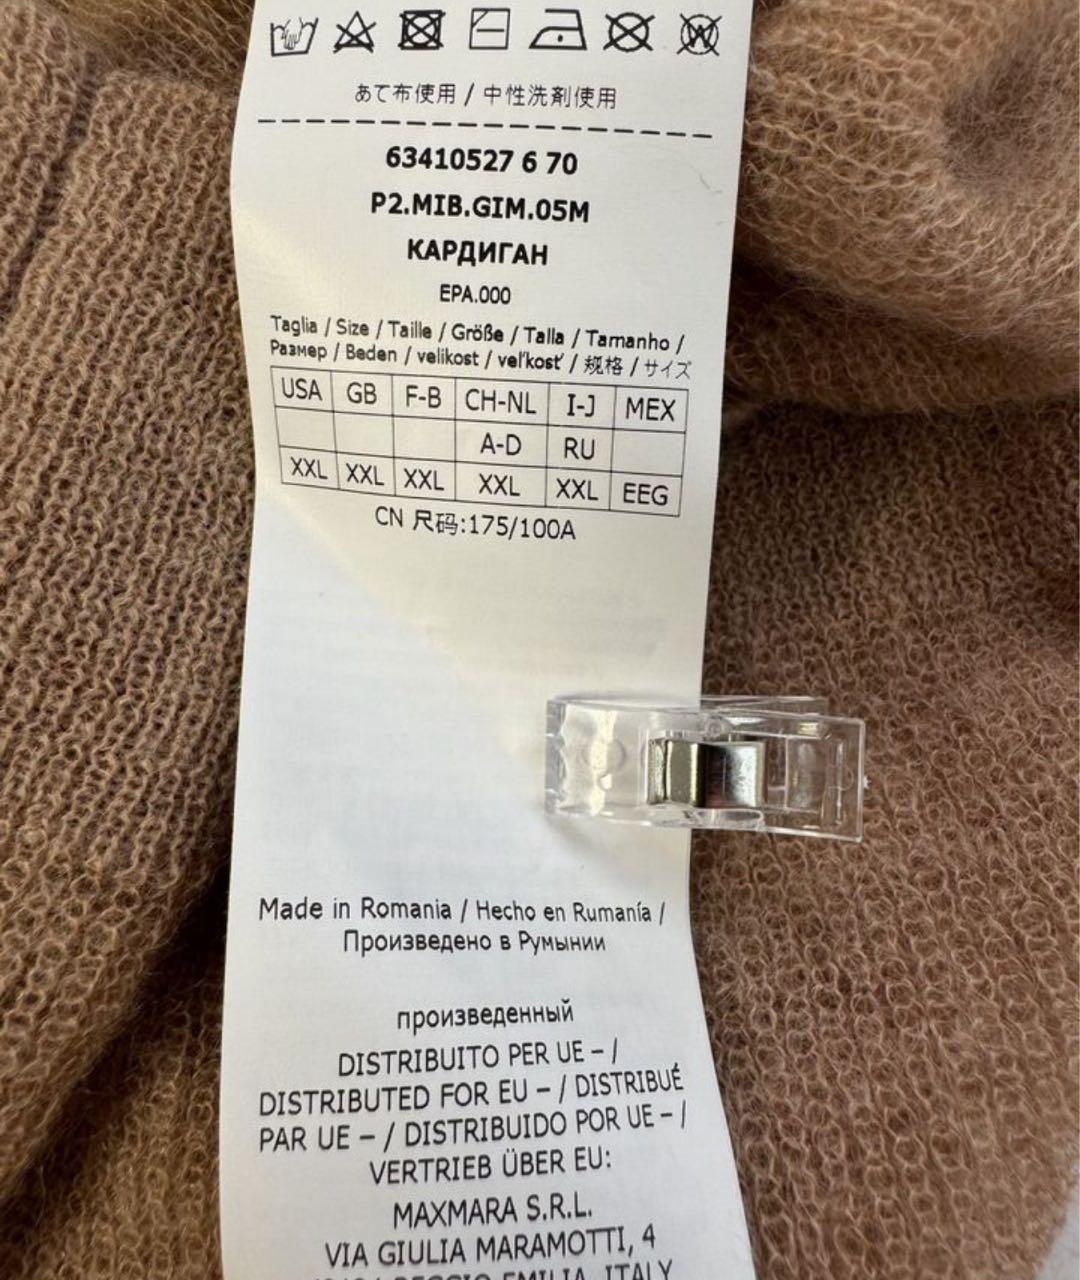 あて布使用 / 中性洗剤使用
63410527 6 70
P2.MIB.GIM.05M
КАРДИГАН
EPA.000
Taglia / Size / Taille / Größe / Talla / Tamanho /
Размер / Beden / velikost / veľkosť / 规格 / サイズ
USA GB F-B CH-NL I-J MEX
A-D RU
XXL XXL XXL XXL XXL EEG
CN 尺码:175/100A
Made in Romania / Hecho en Rumanía /
Произведено в Румынии
произведенный
DISTRIBUITO PER UE – /
DISTRIBUTED FOR EU – / DISTRIBUÉ
PAR UE – / DISTRIBUIDO POR UE – /
VERTRIEB ÜBER EU:
MAXMARA S.R.L.
VIA GIULIA MARAMOTTI, 4
REGGIO EMILIA ITALY